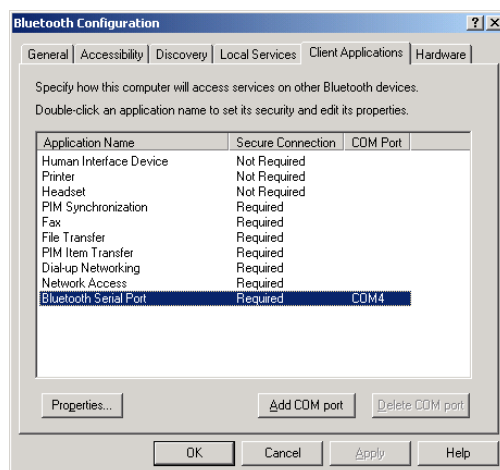 Bluetooth Configuration
General Accessibility Discovery Local Services Client Applications Hardware
Specify how this computer will access services on other Bluetooth devices.
Double-click an application name to set its security and edit its properties.
Application Name Secure Connection COM Port
Human Interface Device Not Required
Printer Not Required
Headset Not Required
PIM Synchronization Required
Fax Required
File Transfer Required
PIM Item Transfer Required
Dial-up Networking Required
Network Access Required
Bluetooth Serial Port Required COM4
Properties... Add COM port Delete COM port
OK Cancel Apply Help